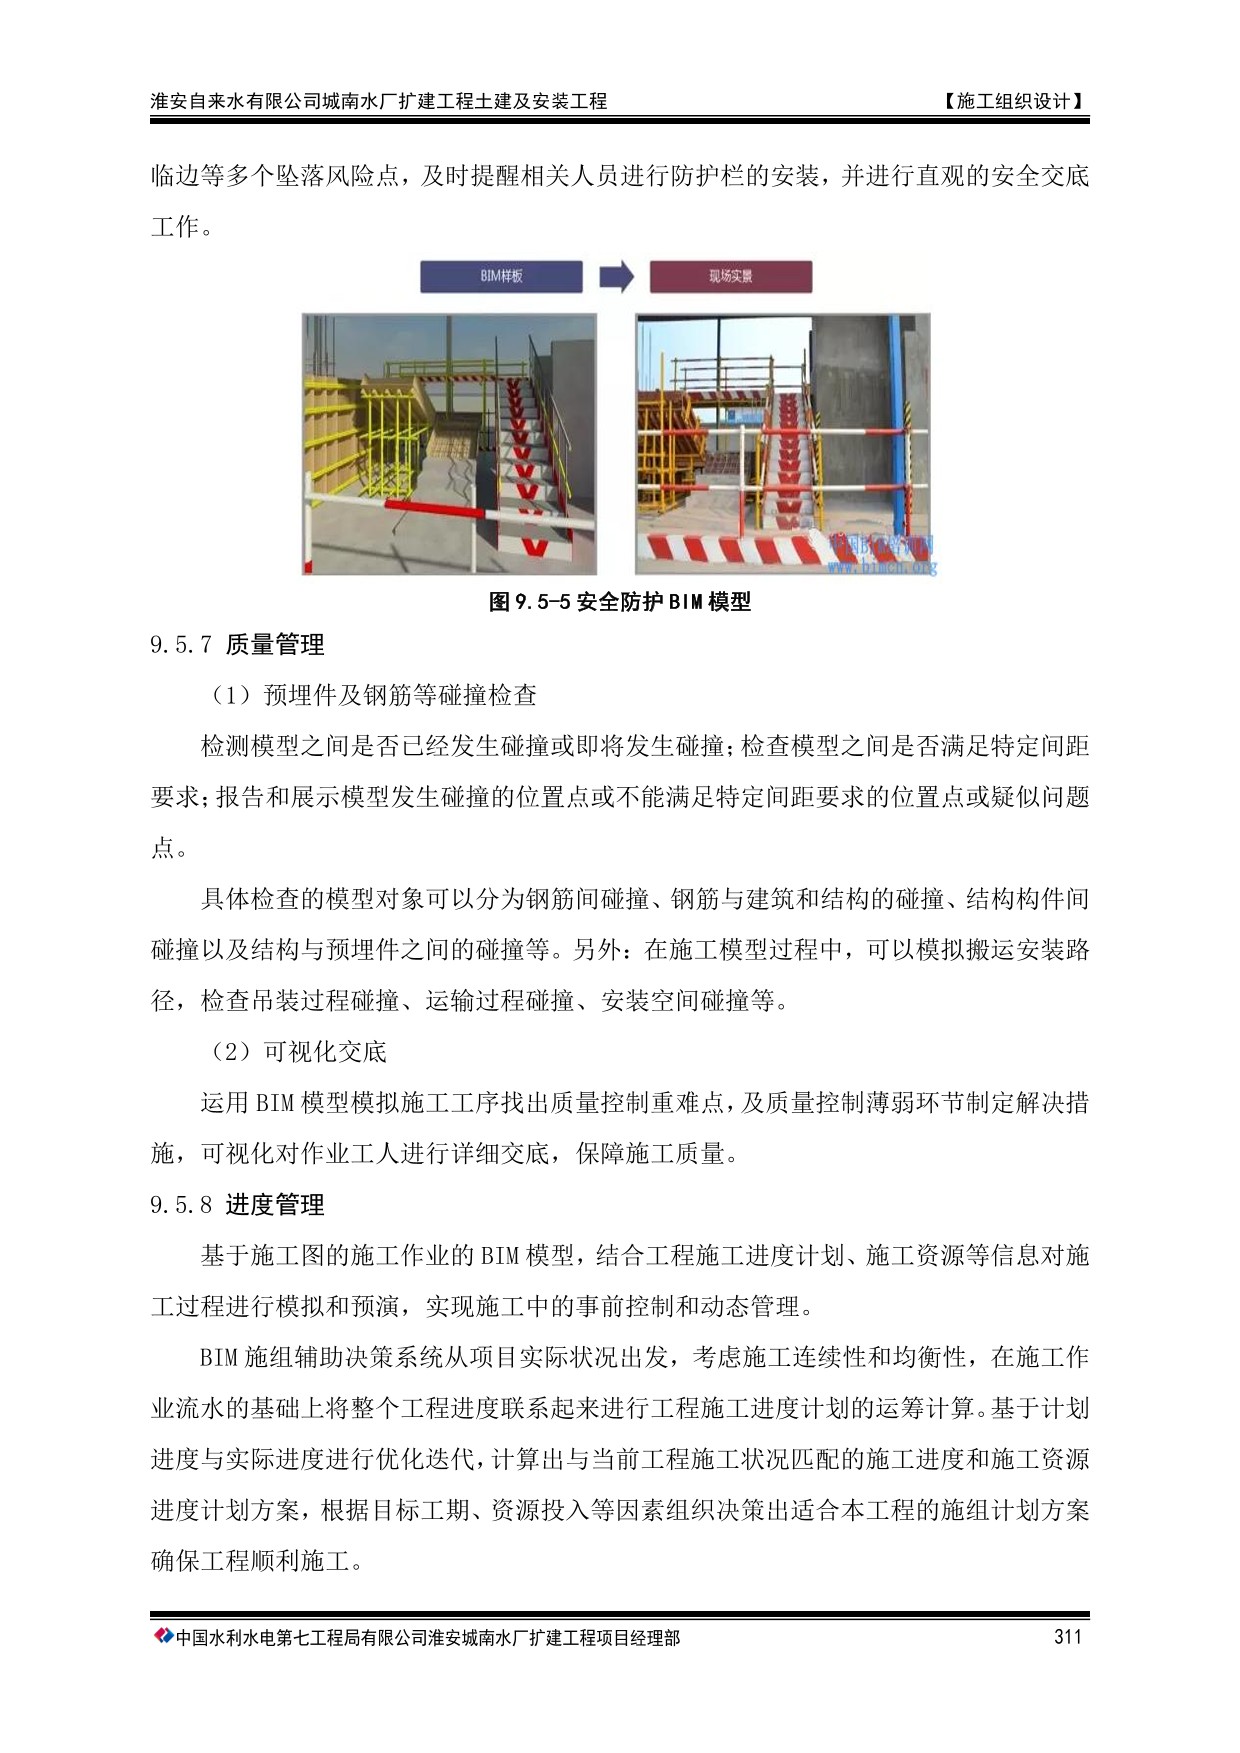 淮安自来水有限公司城南水厂扩建工程土建及安装工程 【施工组织设计】
临边等多个坠落风险点，及时提醒相关人员进行防护栏的安装，并进行直观的安全交底
工作。
BIM样板 现场实景
www.bimcn.org
图 9.5-5 安全防护 BIM 模型
9.5.7 质量管理
（1）预埋件及钢筋等碰撞检查
检测模型之间是否已经发生碰撞或即将发生碰撞；检查模型之间是否满足特定间距
要求；报告和展示模型发生碰撞的位置点或不能满足特定间距要求的位置点或疑似问题
点。
具体检查的模型对象可以分为钢筋间碰撞、钢筋与建筑和结构的碰撞、结构构件间
碰撞以及结构与预埋件之间的碰撞等。另外：在施工模型过程中，可以模拟搬运安装路
径，检查吊装过程碰撞、运输过程碰撞、安装空间碰撞等。
（2）可视化交底
运用 BIM 模型模拟施工工序找出质量控制重难点，及质量控制薄弱环节制定解决措
施，可视化对作业工人进行详细交底，保障施工质量。
9.5.8 进度管理
基于施工图的施工作业的 BIM 模型，结合工程施工进度计划、施工资源等信息对施
工过程进行模拟和预演，实现施工中的事前控制和动态管理。
BIM 施组辅助决策系统从项目实际状况出发，考虑施工连续性和均衡性，在施工作
业流水的基础上将整个工程进度联系起来进行工程施工进度计划的运筹计算。基于计划
进度与实际进度进行优化迭代，计算出与当前工程施工状况匹配的施工进度和施工资源
进度计划方案，根据目标工期、资源投入等因素组织决策出适合本工程的施组计划方案
确保工程顺利施工。
中国水利水电第七工程局有限公司淮安城南水厂扩建工程项目经理部 311